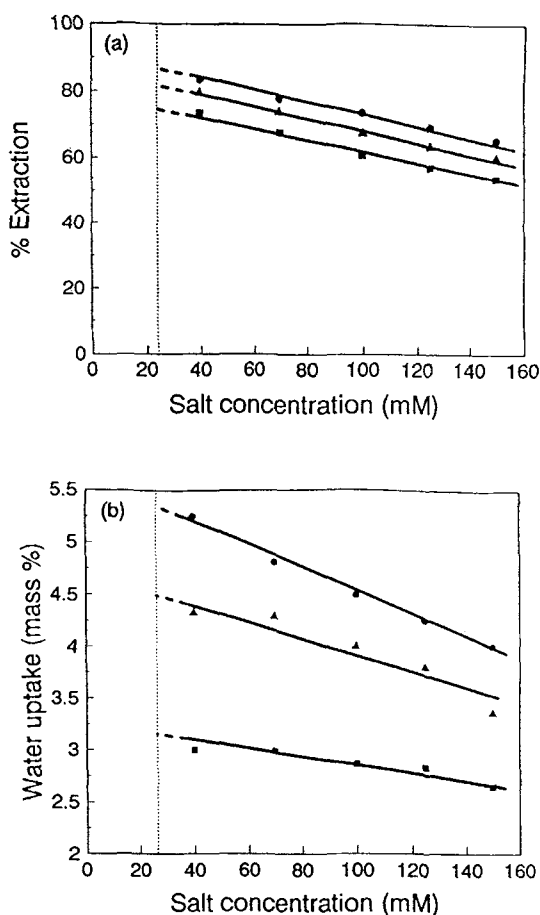 100
(a)
80
60
40
20
0
% Extraction
0 20 40 60 80 100 120 140 160
Salt concentration (mM)
5.5
(b)
5
4.5
4
3.5
3
2.5
2
Water uptake (mass %)
0 20 40 60 80 100 120 140 160
Salt concentration (mM)